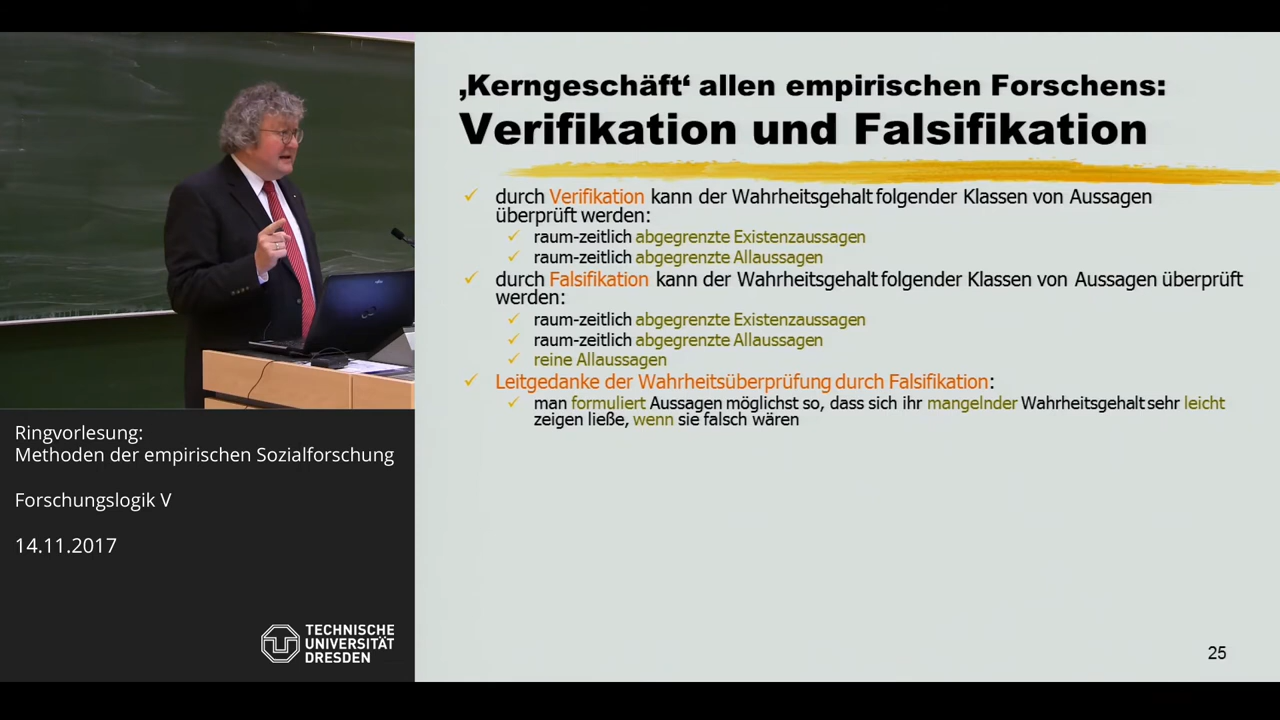 ‚Kerngeschäft‘ allen empirischen Forschens:
Verifikation und Falsifikation
durch Verifikation kann der Wahrheitsgehalt folgender Klassen von Aussagen
überprüft werden:
raum-zeitlich abgegrenzte Existenzaussagen
raum-zeitlich abgegrenzte Allaussagen
durch Falsifikation kann der Wahrheitsgehalt folgender Klassen von Aussagen überprüft
werden:
raum-zeitlich abgegrenzte Existenzaussagen
raum-zeitlich abgegrenzte Allaussagen
reine Allaussagen
Leitgedanke der Wahrheitsüberprüfung durch Falsifikation:
man formuliert Aussagen möglichst so, dass sich ihr mangelnder Wahrheitsgehalt sehr leicht
zeigen ließe, wenn sie falsch wären
25
Ringvorlesung:
Methoden der empirischen Sozialforschung
Forschungslogik V
14.11.2017
TECHNISCHE
UNIVERSITÄT
DRESDEN